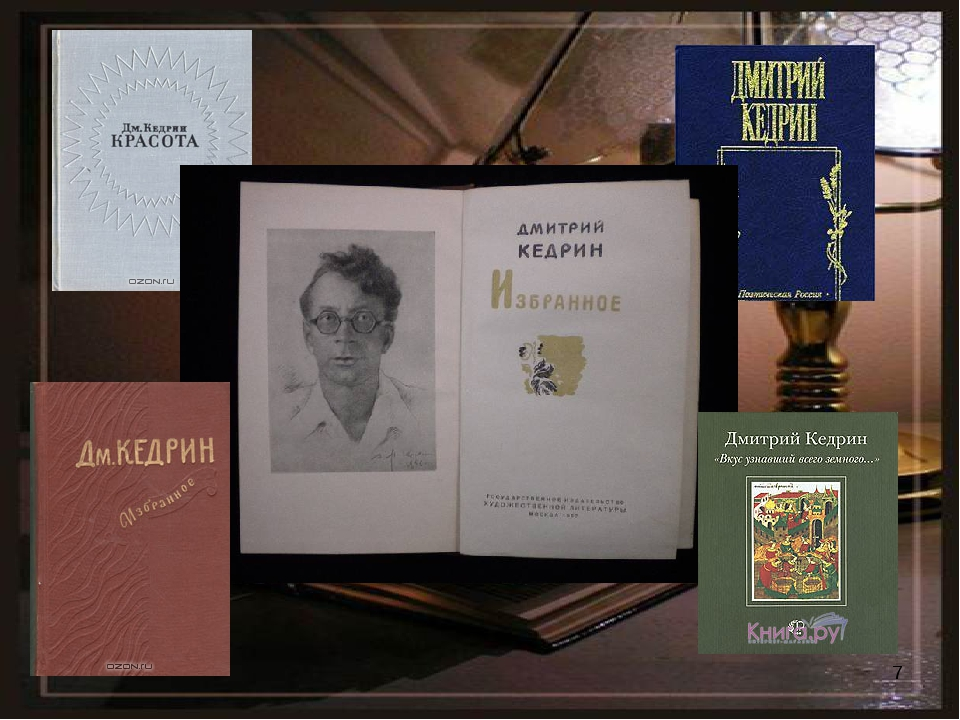 Дм. Кедрин
КРАСОТА
OZON.RU
ДМИТРИЙ
КЕДРИН
Поэтическая Россия
ДМИТРИЙ
КЕДРИН
ИЗБРАННОЕ
ГОСУДАРСТВЕННОЕ ИЗДАТЕЛЬСТВО
ХУДОЖЕСТВЕННОЙ ЛИТЕРАТУРЫ
МОСКВА
Дм. КЕДРИН
Избранное
OZON.RU
Дмитрий Кедрин
«Вкус узнавший всего земного...»
Книга.ру
7